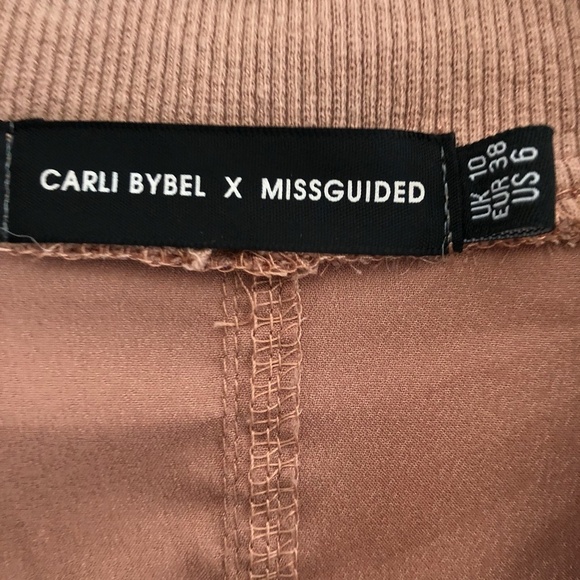 CARLI BYBEL X MISSGUIDED
UK 10
EUR 38
US 6